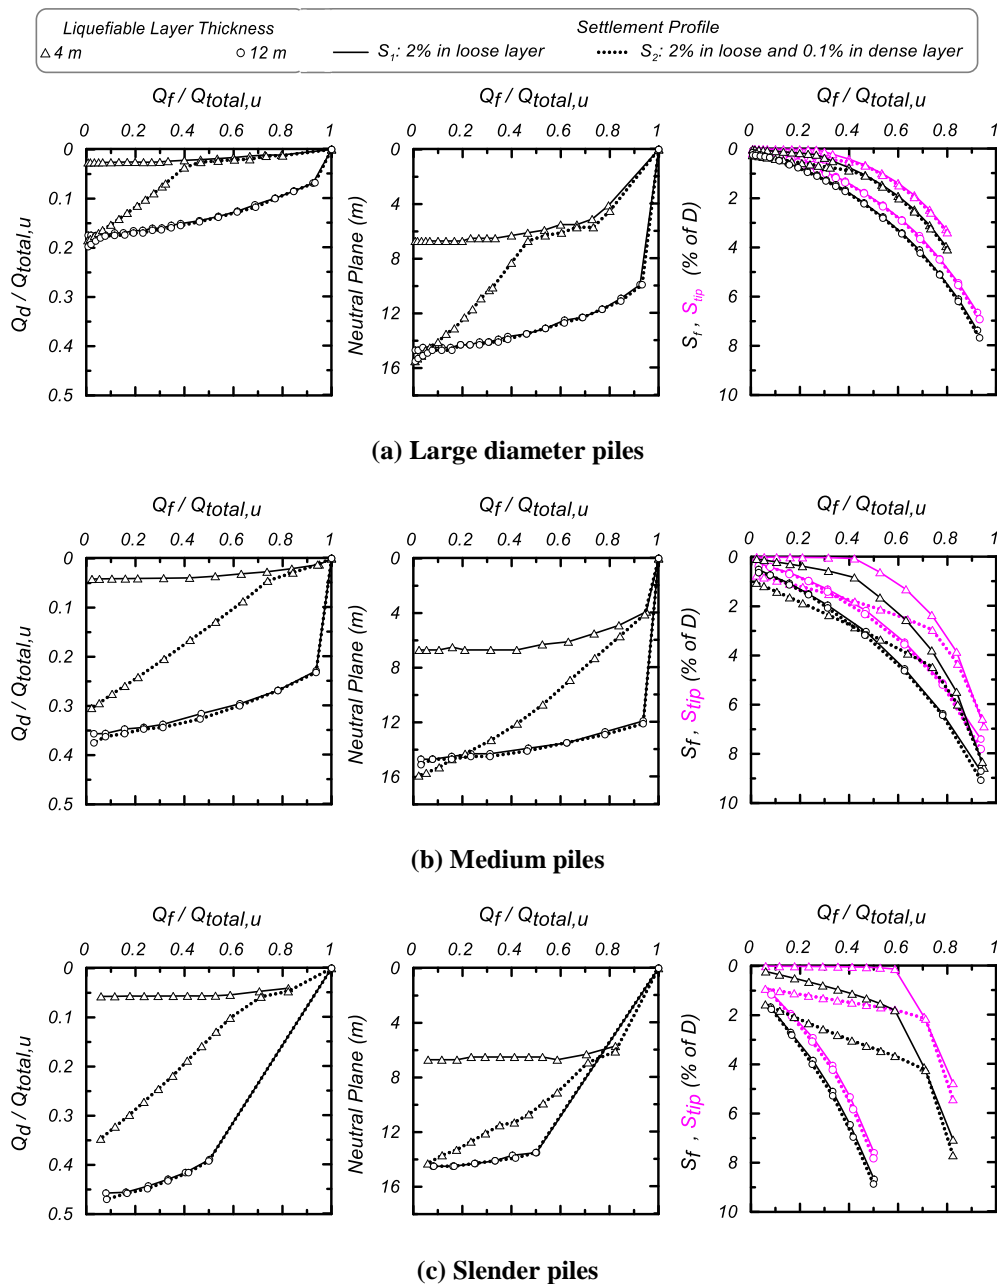 Liquefiable Layer Thickness
Settlement Profile
4 m
12 m
S1: 2% in loose layer
S2: 2% in loose and 0.1% in dense layer
Qf / Qtotal,u
Qf / Qtotal,u
Qf / Qtotal,u
0 0.2 0.4 0.6 0.8 1
0 0.2 0.4 0.6 0.8 1
0 0.2 0.4 0.6 0.8 1
Qd / Qtotal,u
0
0.1
0.2
0.3
0.4
0.5
Neutral Plane (m)
0
4
8
12
16
Sf , Stip (% of D)
0
2
4
6
8
10
(a) Large diameter piles
Qf / Qtotal,u
Qf / Qtotal,u
Qf / Qtotal,u
0 0.2 0.4 0.6 0.8 1
0 0.2 0.4 0.6 0.8 1
0 0.2 0.4 0.6 0.8 1
Qd / Qtotal,u
0
0.1
0.2
0.3
0.4
0.5
Neutral Plane (m)
0
4
8
12
16
Sf , Stip (% of D)
0
2
4
6
8
10
(b) Medium piles
Qf / Qtotal,u
Qf / Qtotal,u
Qf / Qtotal,u
0 0.2 0.4 0.6 0.8 1
0 0.2 0.4 0.6 0.8 1
0 0.2 0.4 0.6 0.8 1
Qd / Qtotal,u
0
0.1
0.2
0.3
0.4
0.5
Neutral Plane (m)
0
4
8
12
16
Sf , Stip (% of D)
0
2
4
6
8
10
(c) Slender piles